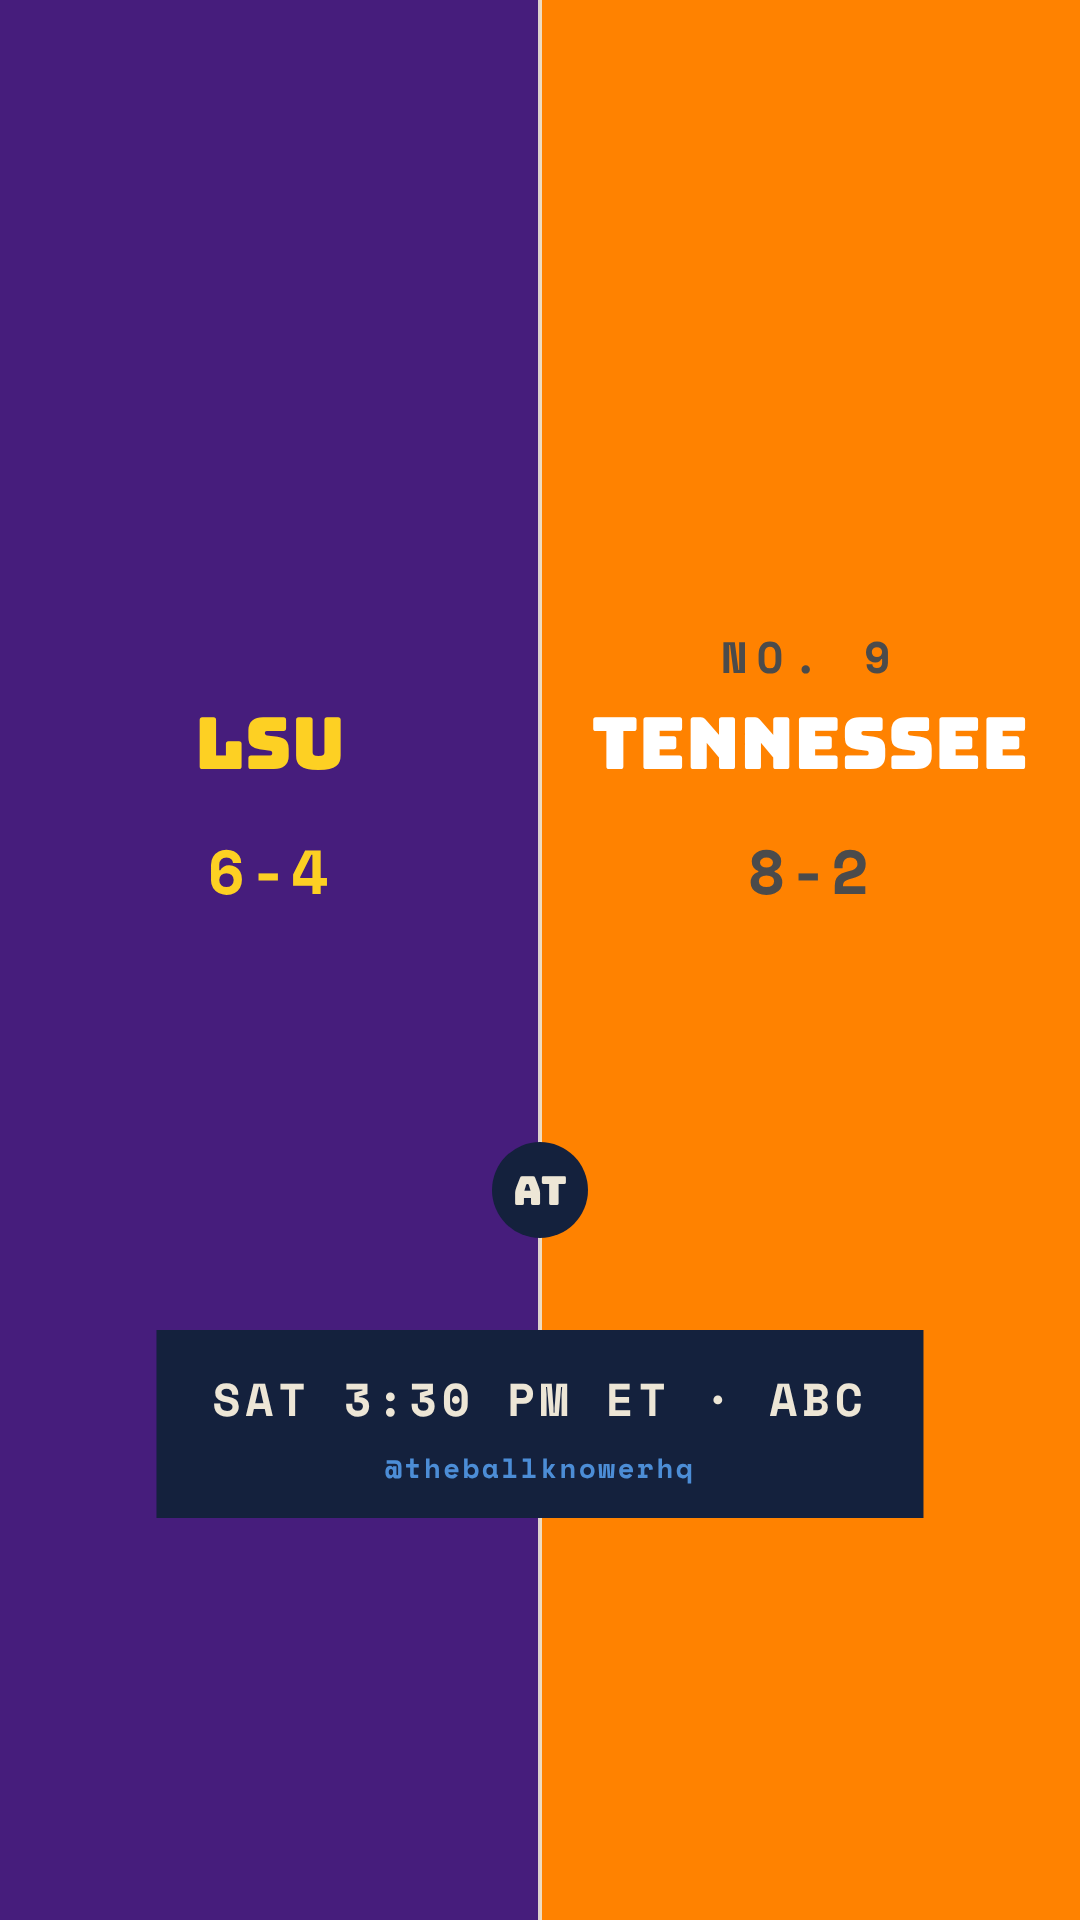 LSU
6-4
NO. 9
TENNESSEE
8-2
AT
SAT 3:30 PM ET · ABC
@theballknowerhq